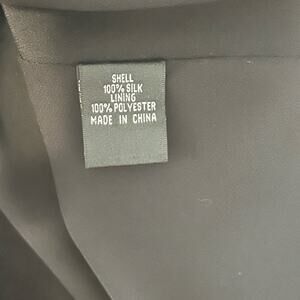 SHELL
100% SILK
LINING
100% POLYESTER
MADE IN CHINA